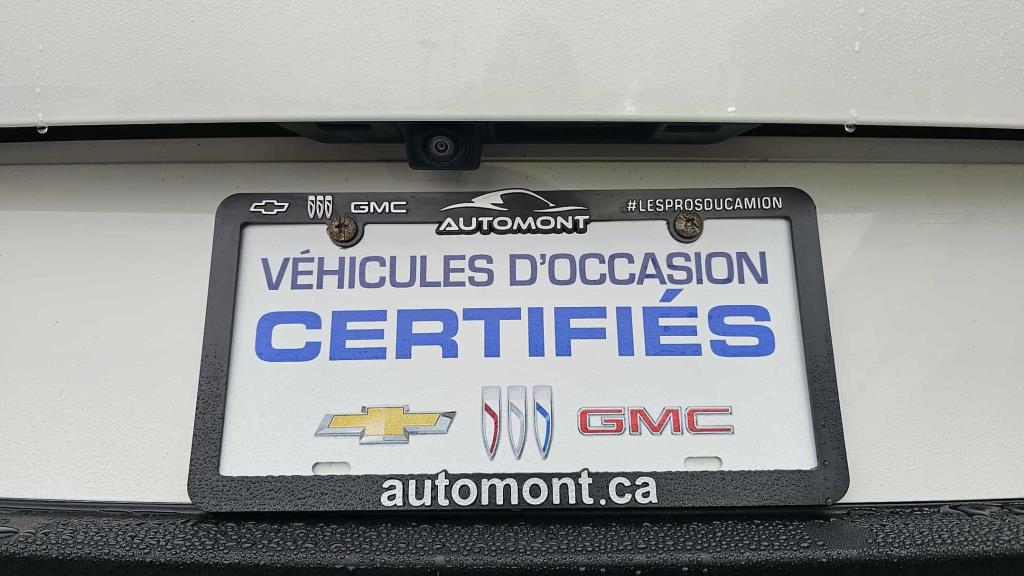 GMC AUTOMONT #LESPROSDUCAMION
VÉHICULES D'OCCASION
CERTIFIÉS
GMC
automont.ca